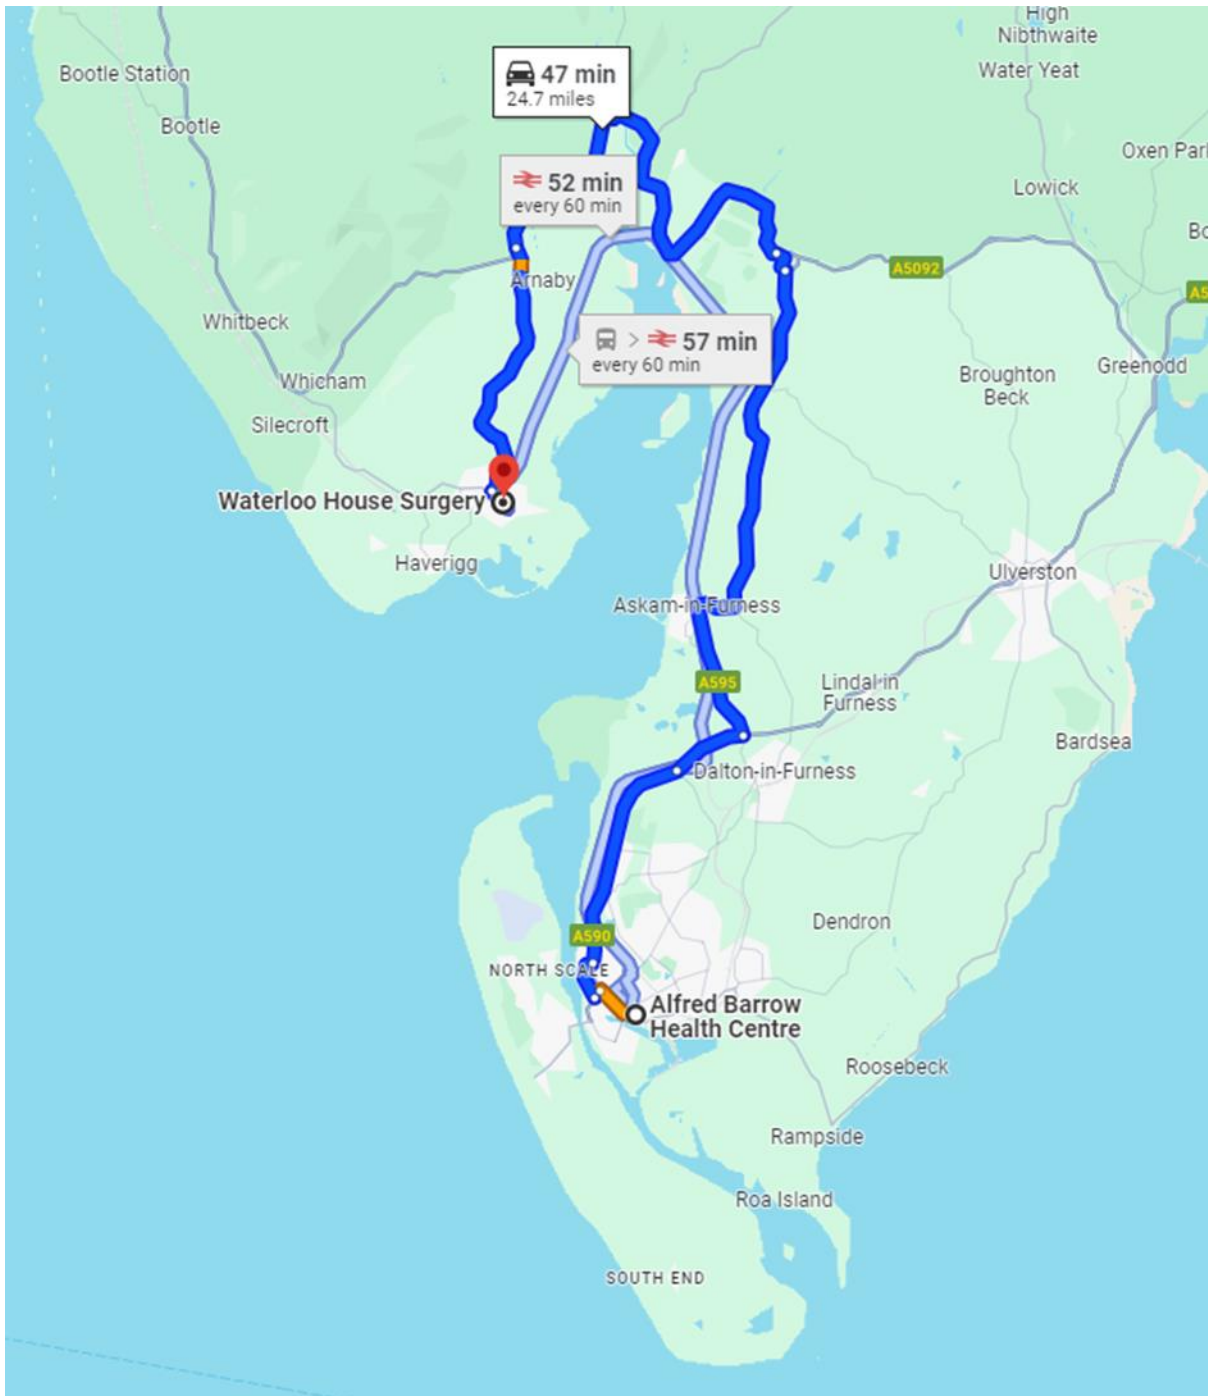 High
Nibthwaite
Bootle Station
Water Yeat
47 min
24.7 miles
Bootle
Oxen Par
52 min
every 60 min
Lowick
Bo
A5092
Arnaby
A5
Whitbeck
> 57 min
every 60 min
Greenodd
Whicham
Broughton
Beck
Silecroft
Waterloo House Surgery
Haverigg
Ulverston
Askam-in-Furness
A595
Lindal in
Furness
Bardsea
Dalton-in-Furness
Dendron
A590
NORTH SCALE
Alfred Barrow
Health Centre
Roosebeck
Rampside
Roa Island
SOUTH END